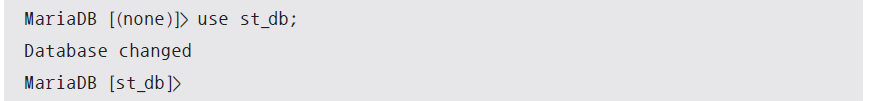 MariaDB [(none)]> use st_db;
Database changed
MariaDB [st_db]>